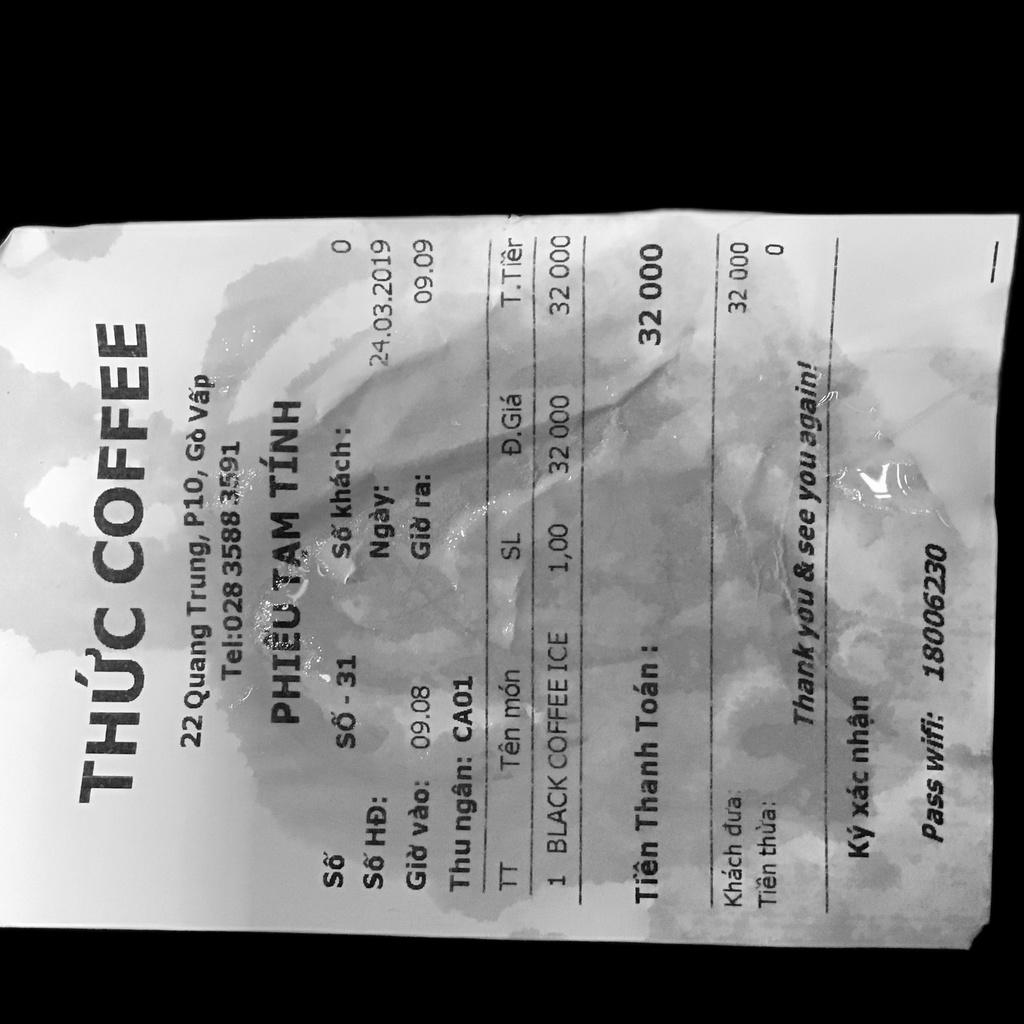 THỨC COFFEE
22 Quang Trung, P10, Gò Vấp
Tel:028 3588 3591
PHIẾU TẠM TÍNH
Số SỐ - 31 Số khách : 0
Số HĐ: Ngày: 24.03.2019
Giờ vào: 09.08 Giờ ra: 09.09
Thu ngân: CA01
TT Tên món SL Đ.Giá T.Tiền
1 BLACK COFFEE ICE 1,00 32 000 32 000
Tiền Thanh Toán : 32 000
Khách đưa: 32 000
Tiền thừa: 0
Thank you & see you again!
Ký xác nhận
Pass wifi: 18006230